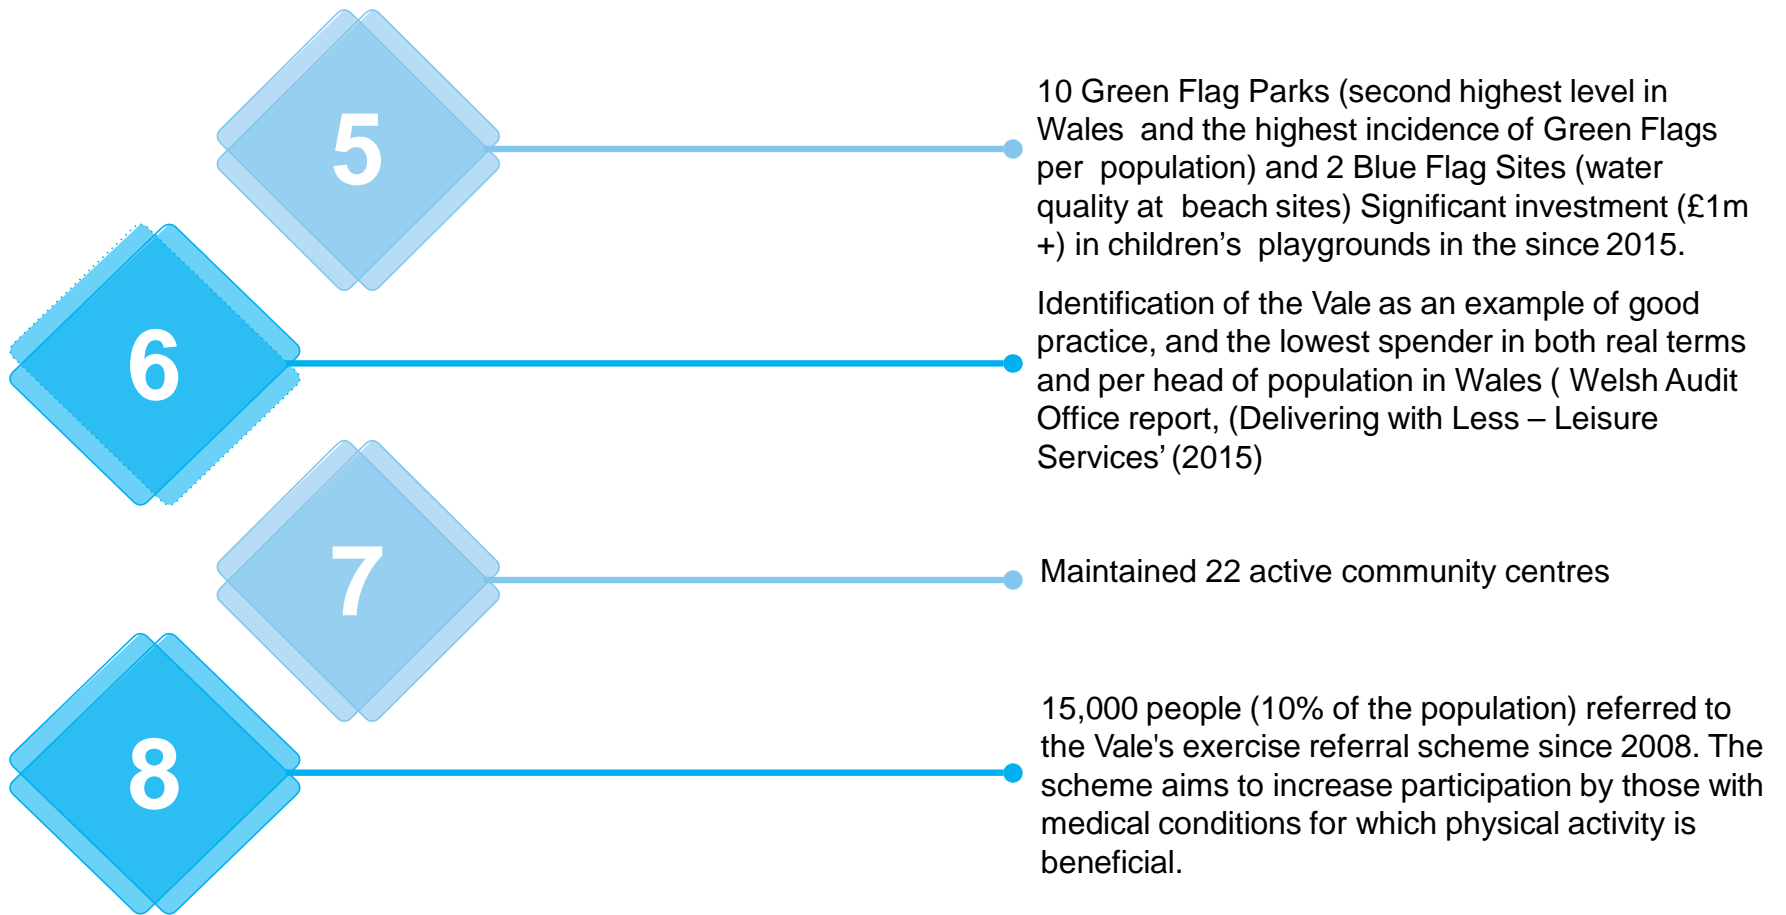 5
10 Green Flag Parks (second highest level in
Wales and the highest incidence of Green Flags
per population) and 2 Blue Flag Sites (water
quality at beach sites) Significant investment (£1m
+) in children’s playgrounds in the since 2015.
6
Identification of the Vale as an example of good
practice, and the lowest spender in both real terms
and per head of population in Wales ( Welsh Audit
Office report, (Delivering with Less – Leisure
Services’ (2015)
7
Maintained 22 active community centres
8
15,000 people (10% of the population) referred to
the Vale's exercise referral scheme since 2008. The
scheme aims to increase participation by those with
medical conditions for which physical activity is
beneficial.